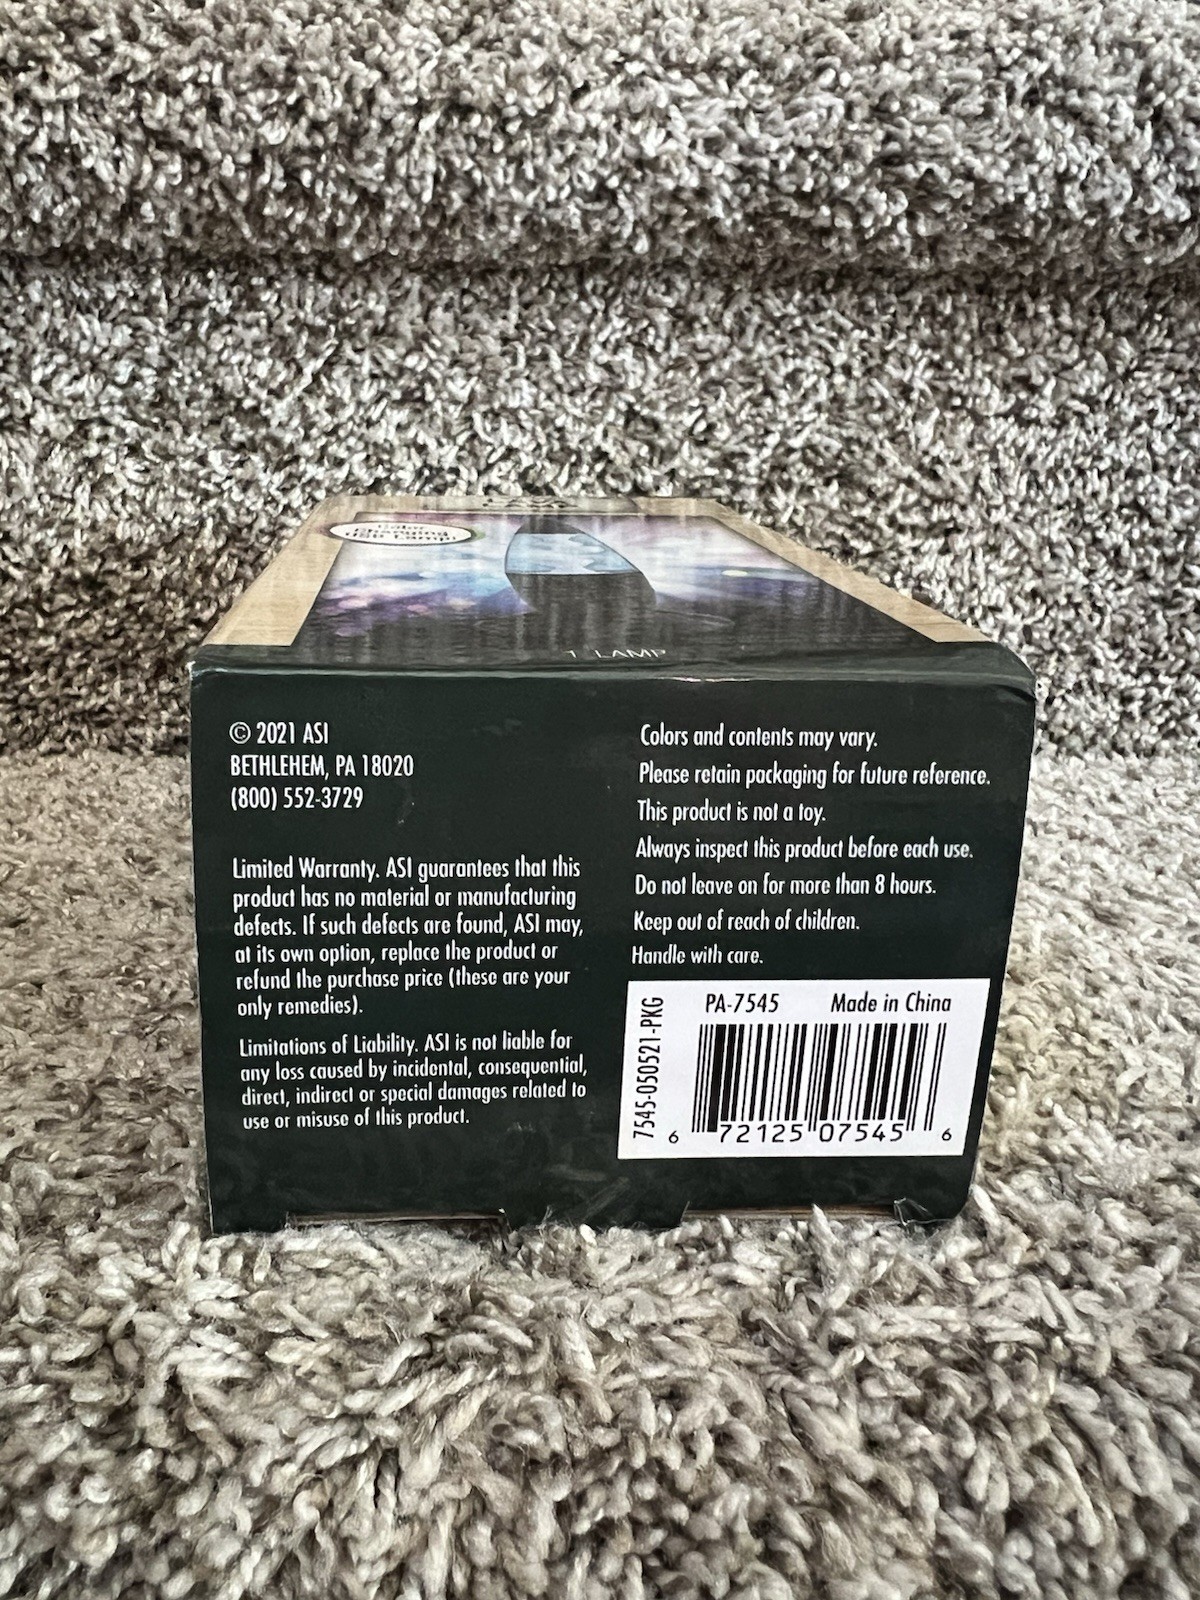 Color
Changing
USB Lamp!
1 LAMP
© 2021 ASI
BETHLEHEM, PA 18020
(800) 552-3729
Limited Warranty. ASI guarantees that this
product has no material or manufacturing
defects. If such defects are found, ASI may,
at its own option, replace the product or
refund the purchase price (these are your
only remedies).
Limitations of Liability. ASI is not liable for
any loss caused by incidental, consequential,
direct, indirect or special damages related to
use or misuse of this product.
Colors and contents may vary.
Please retain packaging for future reference.
This product is not a toy.
Always inspect this product before each use.
Do not leave on for more than 8 hours.
Keep out of reach of children.
Handle with care.
7545-050521-PKG
PA-7545 Made in China
6 72125 07545 6